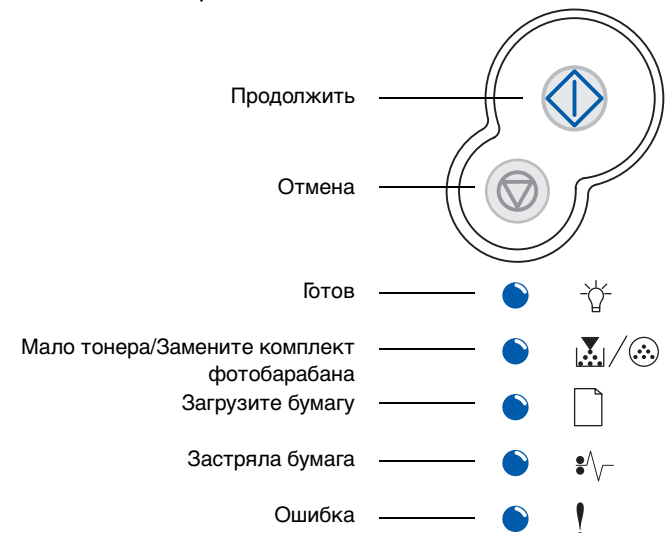 Продолжить
Отмена
Готов
Мало тонера/Замените комплект
фотобарабана
Загрузите бумагу
Застряла бумага
Ошибка